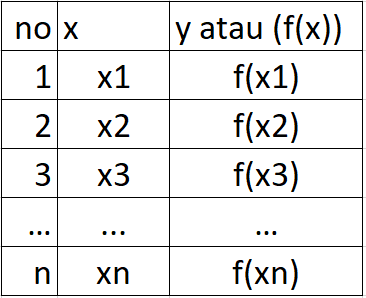 no x y atau (f(x))
1 x1 f(x1)
2 x2 f(x2)
3 x3 f(x3)
... ... ...
n xn f(xn)